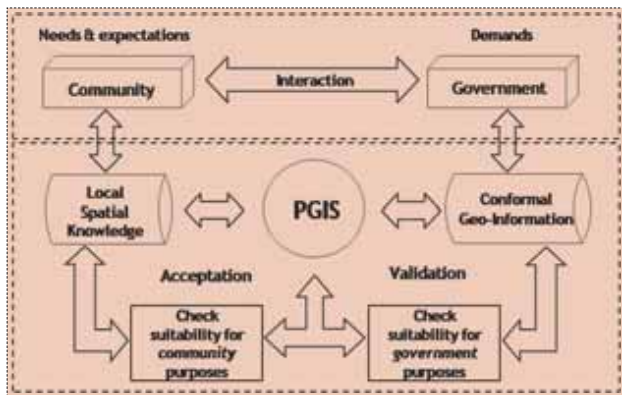 Needs & expectations
Demands
Community
Interaction
Government
Local
Spatial
Knowledge
PGIS
Conformal
Geo-Information
Acceptation
Validation
Check
suitability for
community
purposes
Check
suitability for
government
purposes